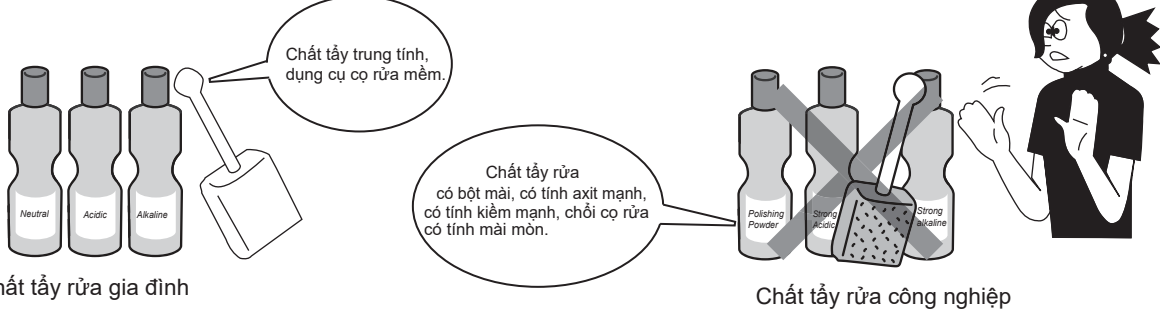 Chất tẩy trung tính,
dụng cụ cọ rửa mềm.
Neutral
Acidic
Alkaline
hất tẩy rửa gia đình
Chất tẩy rửa
có bột mài, có tính axit mạnh,
có tính kiềm mạnh, chổi cọ rửa
có tính mài mòn.
Polishing
Powder
Strong
Acidic
Strong
alkaline
Chất tẩy rửa công nghiệp